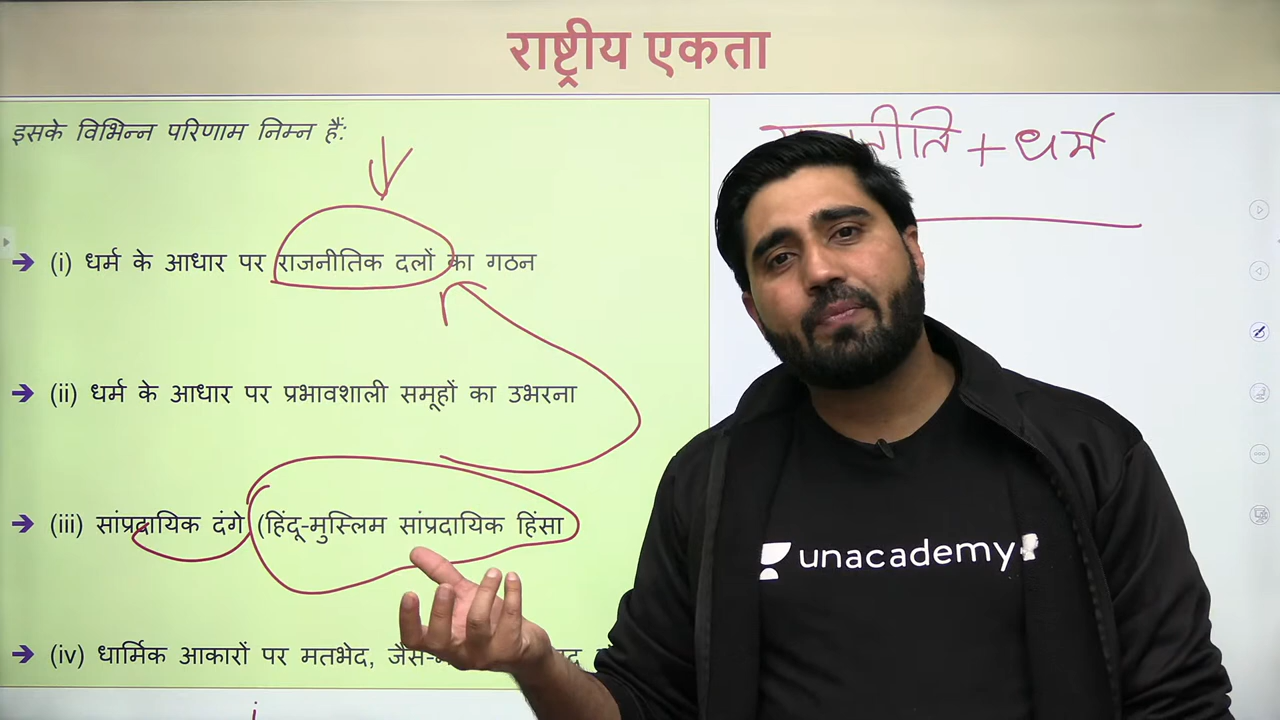 राष्ट्रीय एकता
इसके विभिन्न परिणाम निम्न हैं:
+ धर्म
→ (i) धर्म के आधार पर राजनीतिक दलों का गठन
→ (ii) धर्म के आधार पर प्रभावशाली समूहों का उभरना
→ (iii) सांप्रदायिक दंगे (हिंदू-मुस्लिम सांप्रदायिक हिंसा
→ (iv) धार्मिक आकारों पर मतभेद,
unacademy